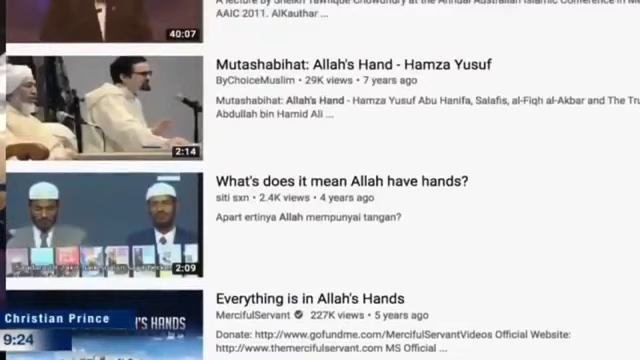 A lecture by Sheikh Tawfique Chowdhury at the Annual Australian Islamic Conference in
AAIC 2011. AlKauthar ...
40:07
Mutashabihat: Allah's Hand - Hamza Yusuf
ByChoiceMuslim • 29K views • 7 years ago
Mutashabihat: Allah's Hand - Hamza Yusuf Abu Hanifa, Salafis, al-Fiqh al-Akbar and The Tru
Abdullah bin Hamid Ali ...
2:14
What's does it mean Allah have hands?
siti sxn • 2.4K views • 4 years ago
Apart ertinya Allah mempunyai tangan?
2:09
Everything is in Allah's Hands
MercifulServant 227K views • 5 years ago
Donate: http://www.gofundme.com/MercifulServantVideos Official Website:
http://www.themercifulservant.com MS Official ...
'S HANDS
Christian Prince
9:24